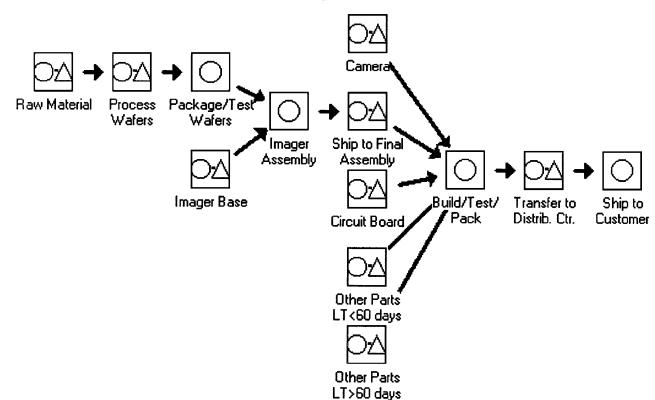 Camera
Raw Material
Process
Wafers
Package/Test
Wafers
Imager
Assembly
Ship to Final
Assembly
Imager Base
Circuit Board
Build/Test/
Pack
Transfer to
Distrib. Ctr.
Ship to
Customer
Other Parts
LT<60 days
Other Parts
LT>60 days